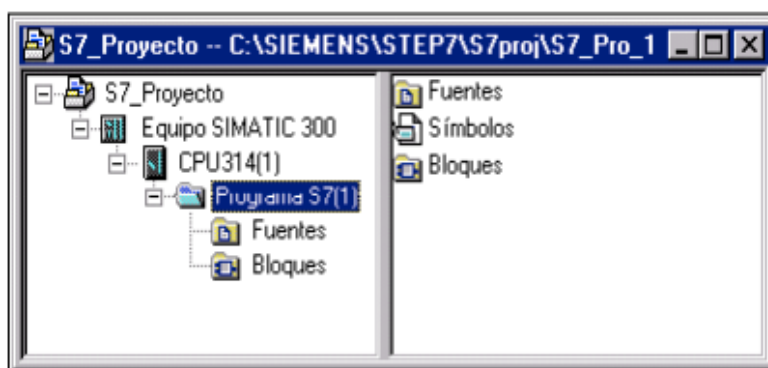 S7_Proyecto -- C:\SIEMENS\STEP7\S7proj\S7_Pro_1
S7_Proyecto
Equipo SIMATIC 300
CPU314(1)
Programa S7(1)
Fuentes
Bloques
Fuentes
Símbolos
Bloques